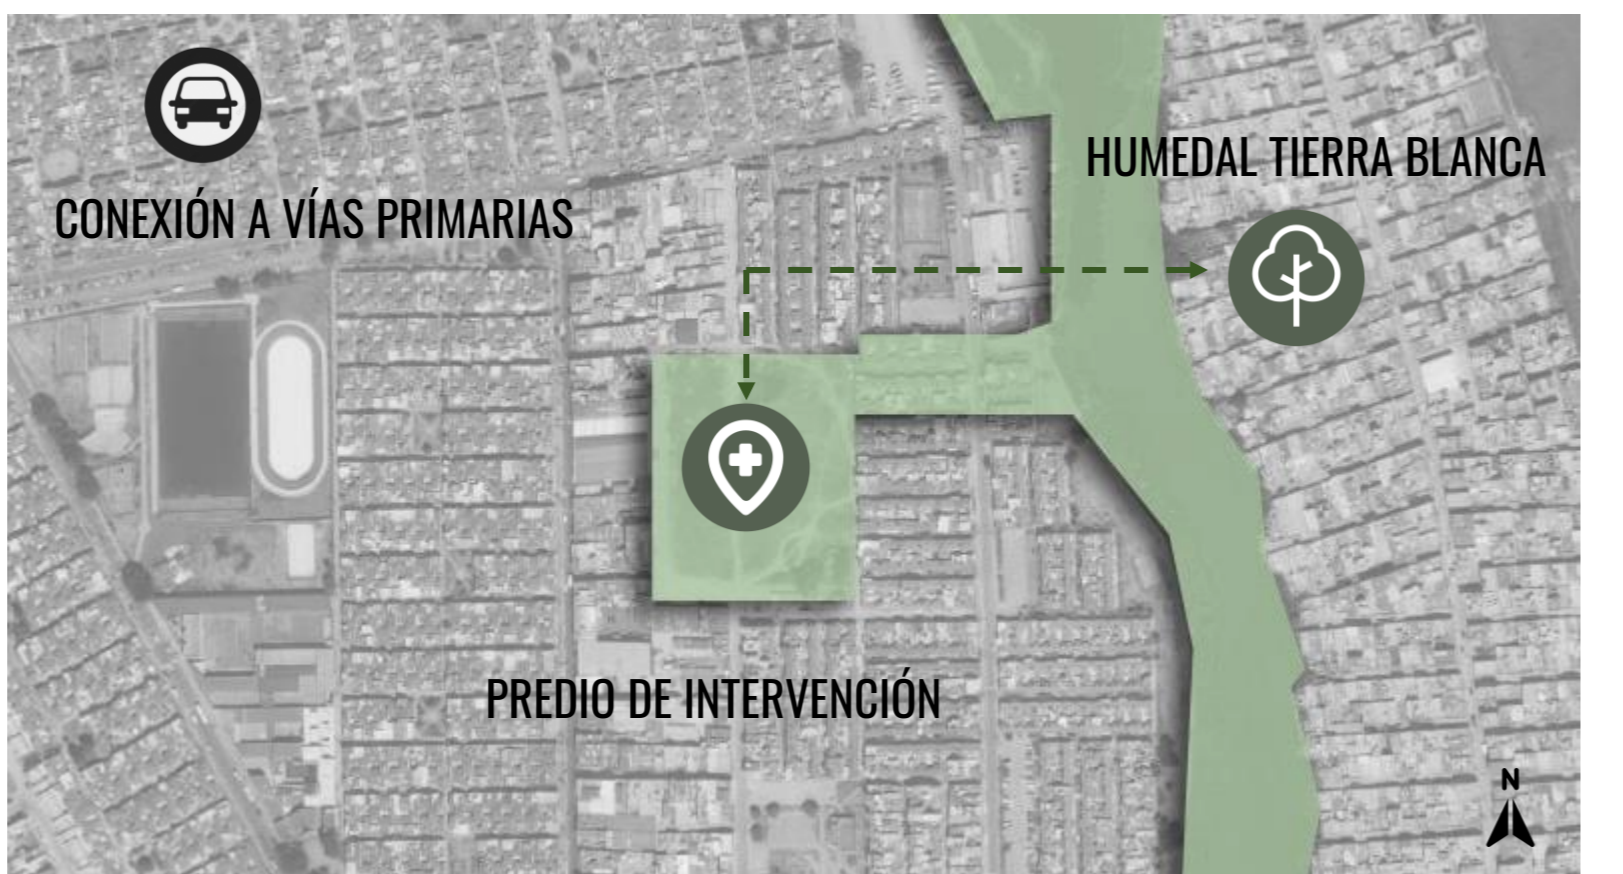 HUMEDAL TIERRA BLANCA
CONEXIÓN A VÍAS PRIMARIAS
PREDIO DE INTERVENCIÓN
N